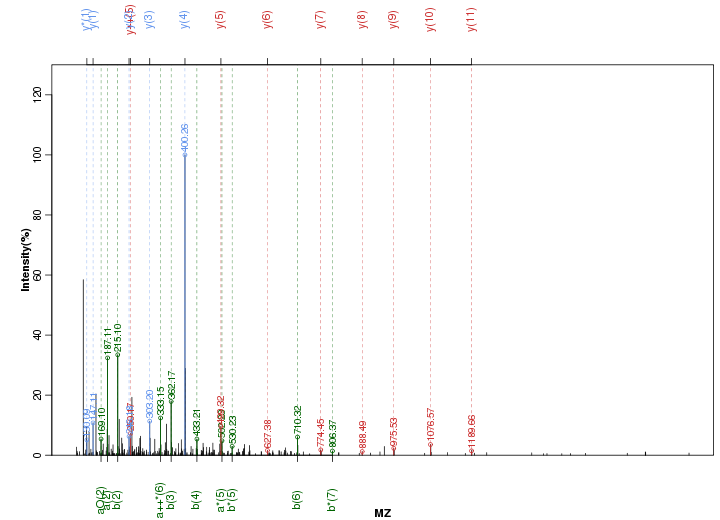 y*(1) y(1) y(3) y(4) y(5) y(6) y(7) y(8) y(9) y(10) y(11)
400.26
120
100
80
60
40
20
0
Intensity(%)
187.11 215.10
147.11 169.10 303.20 333.15 362.17 433.21 530.23 627.38 710.32 774.45 806.37 888.49 975.53 1076.57 1189.66
a(2) b(2) a++*(6) b(3) b(4) a*(5) b*(5) b(6) b*(7)
MZ